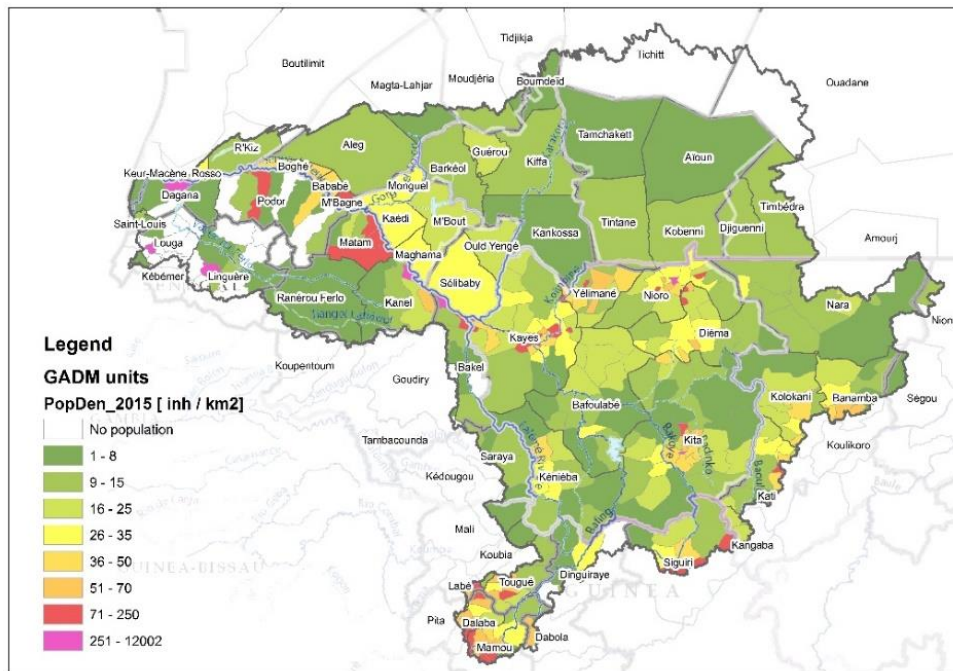 Tidjikja
Tichitt
Boutilimit
Moudjéria
Boumdeïd
Ouadane
Magta-Lahjar
Tamchakett
R'Kiz
Aleg
Guérou
Aïoun
Barkéol
Kiffa
Keur-Macène
Rosso
Boghé
Monguel
Dagana
Bababé
Timbédra
Podor
M'Bagne
M'Bout
Tintane
Djiguenni
Saint-Louis
Kaédi
Kankossa
Kobenni
Louga
Matam
Ould Yengé
Amourj
Maghama
Kébémer
Linguère
Sélibaby
Yélimané
Nioro
Ranérou Ferlo
Kanel
Nara
Kayes
Diéma
Legend
GADM units
PopDen_2015 [ inh / km2]
No population
1 - 8
9 - 15
16 - 25
26 - 35
36 - 50
51 - 70
71 - 250
251 - 12002
Koupentoum
Goudiry
Bakel
Bafoulabé
Kolokani
Banamba
Ségou
Tambacounda
Kita
Koulikoro
Saraya
Kédougou
Kéniéba
Kati
Bafing
Mali
Kangaba
Koubia
Siguiri
Labé
Tougué
Dinguiraye
GUINEA
GUINEA-BISSAU
Pita
Dalaba
Mamou
Dabola